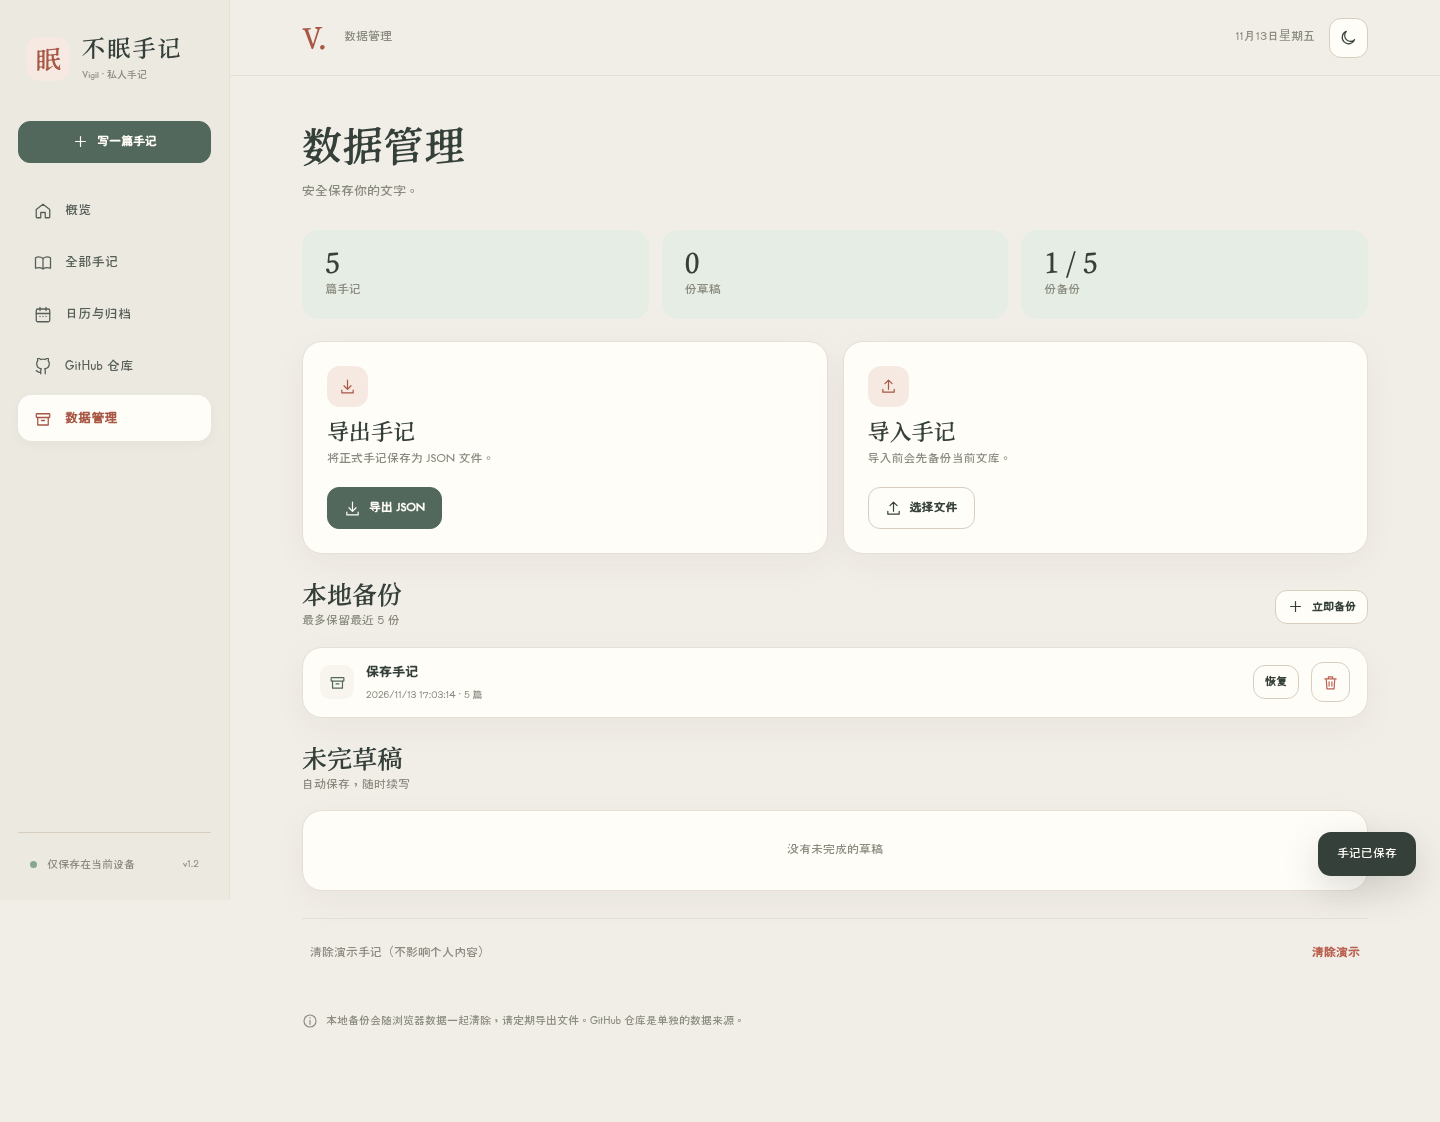 眠
不眠手记
Vigil · 私人手记
写一篇手记
概览
全部手记
日历与归档
GitHub 仓库
数据管理
仅保存在当前设备
v1.2
V.
数据管理
11月13日星期五
数据管理
安全保存你的文字。
5
篇手记
0
份草稿
1 / 5
份备份
导出手记
将正式手记保存为 JSON 文件。
导出 JSON
导入手记
导入前会先备份当前文库。
选择文件
本地备份
最多保留最近 5 份
立即备份
保存手记
2026/11/13 17:03:14 · 5 篇
恢复
未完草稿
自动保存，随时续写
没有未完成的草稿
手记已保存
清除演示手记（不影响个人内容）
清除演示
本地备份会随浏览器数据一起清除，请定期导出文件。GitHub 仓库是单独的数据来源。